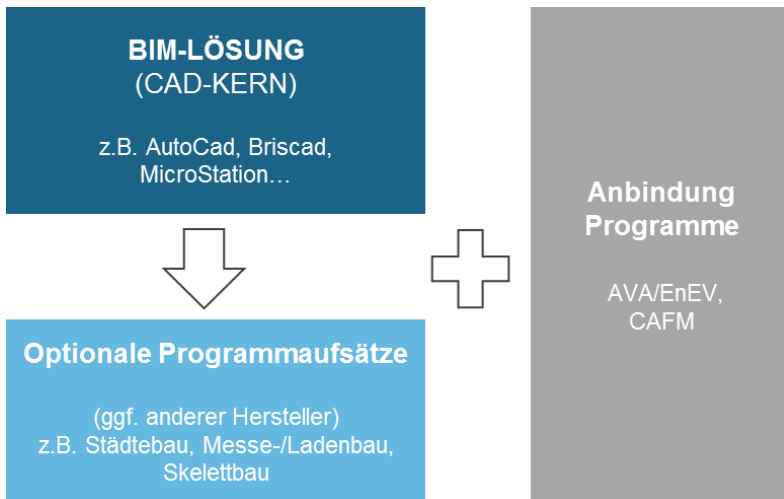 BIM-LÖSUNG
(CAD-KERN)
z.B. AutoCad, Briscad,
MicroStation…
Optionale Programmaufsätze
(ggf. anderer Hersteller)
z.B. Städtebau, Messe-/Ladenbau,
Skelettbau
Anbindung
Programme
AVA/EnEV,
CAFM